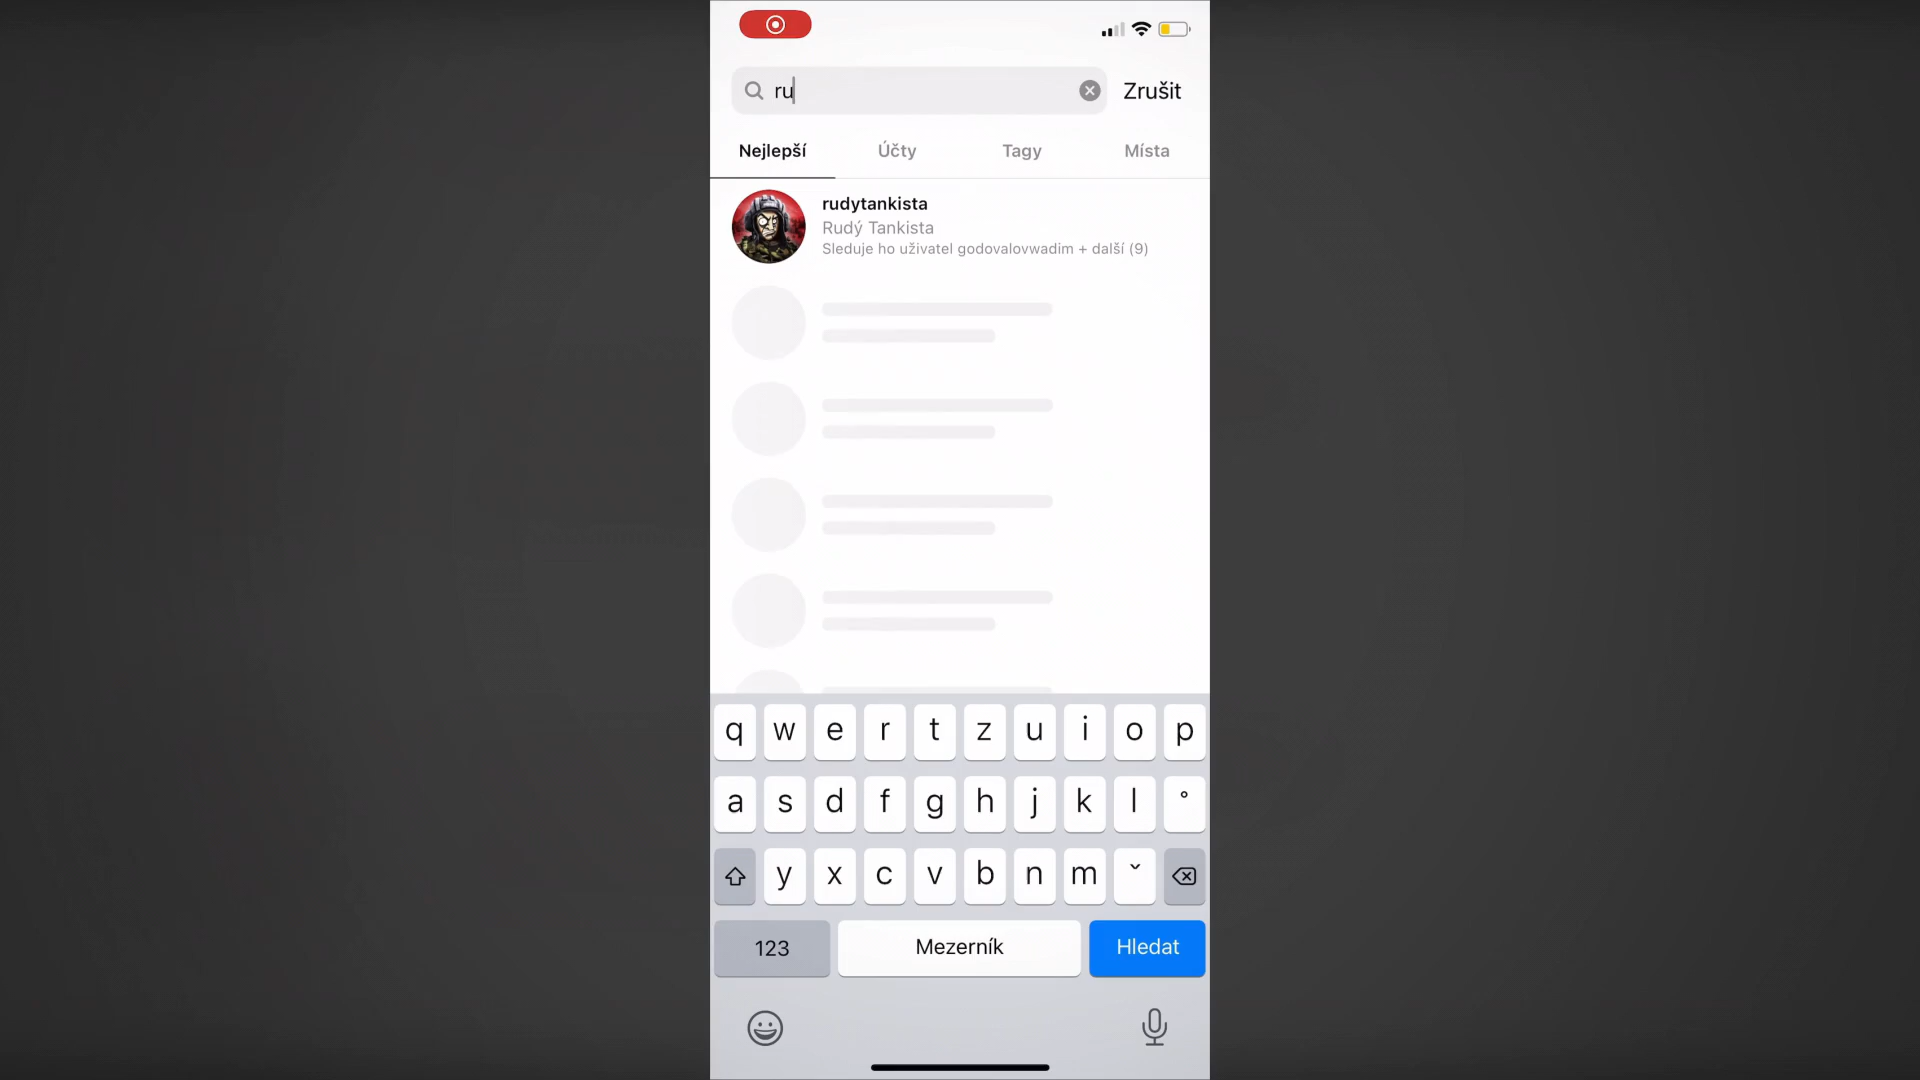 ru
Zrušit
Nejlepší
Účty
Tagy
Místa
rudytankista
Rudý Tankista
Sleduje ho uživatel godovalovwadim + další (9)
q w e r t z u i o p
a s d f g h j k l °
y x c v b n m ˇ
123
Mezerník
Hledat